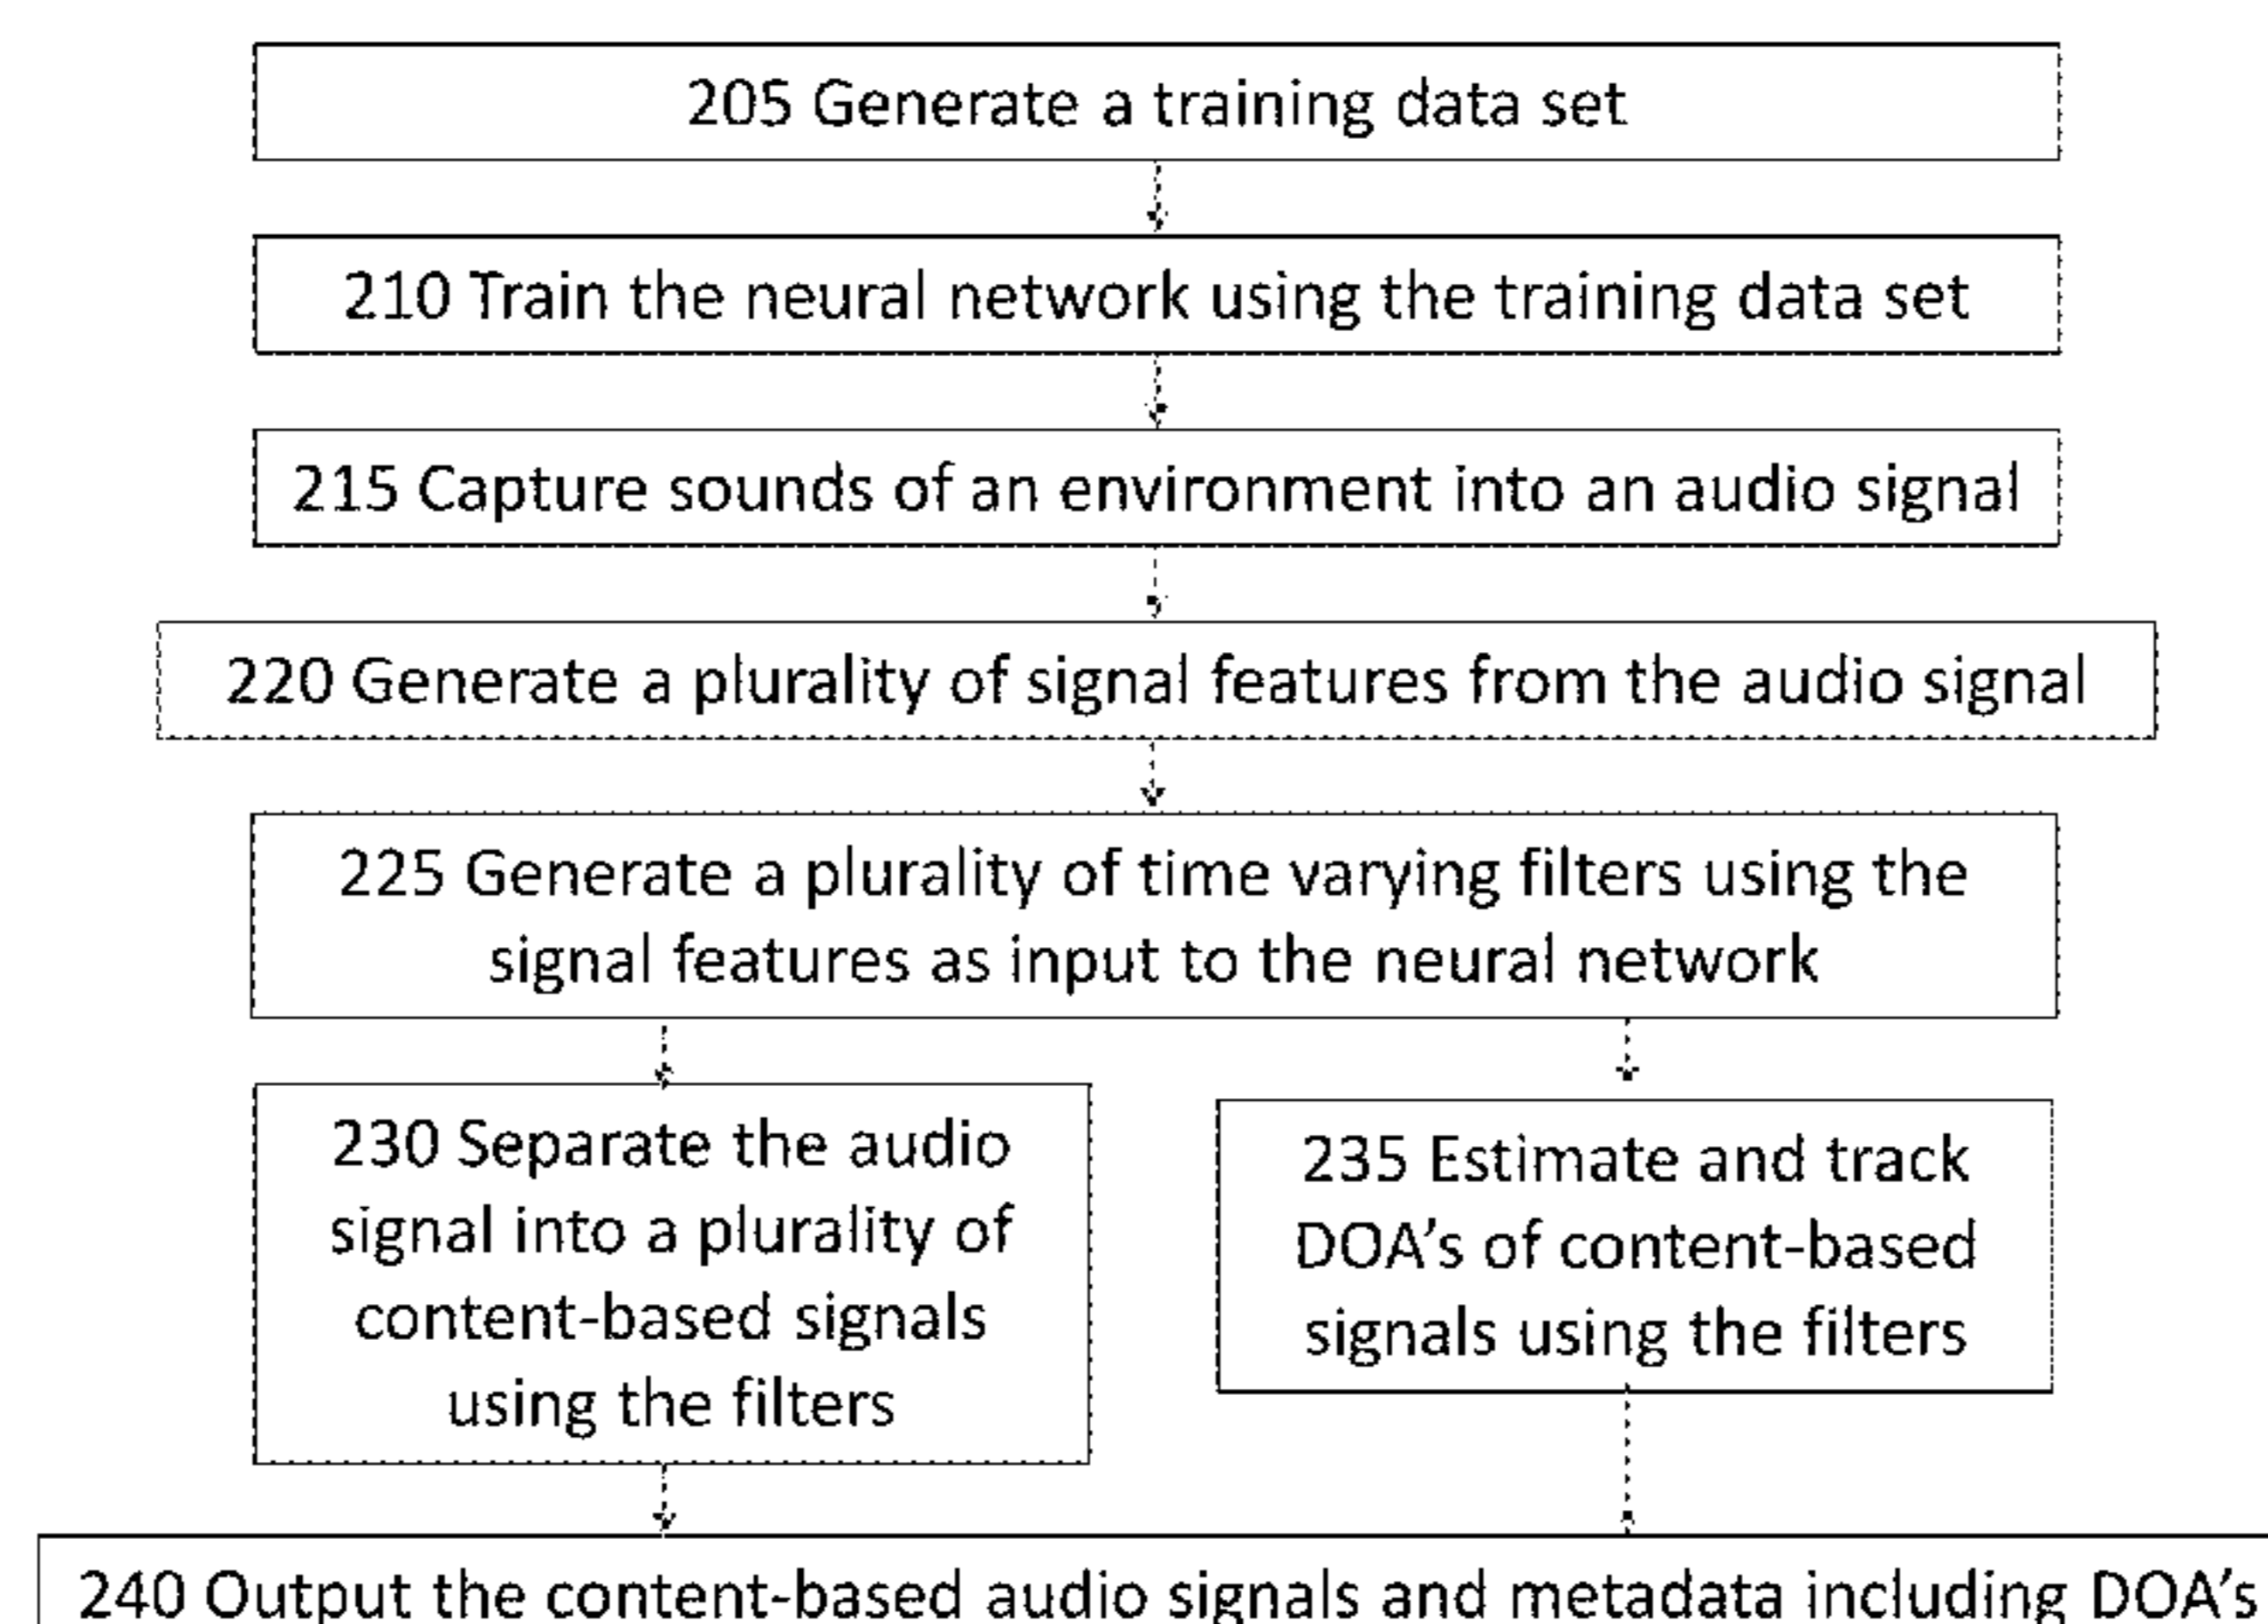 205 Generate a training data set
210 Train the neural network using the training data set
215 Capture sounds of an environment into an audio signal
220 Generate a plurality of signal features from the audio signal
225 Generate a plurality of time varying filters using the
signal features as input to the neural network
230 Separate the audio
signal into a plurality of
content-based signals
using the filters
235 Estimate and track
DOA's of content-based
signals using the filters
240 Output the content-based audio signals and metadata including DOA's